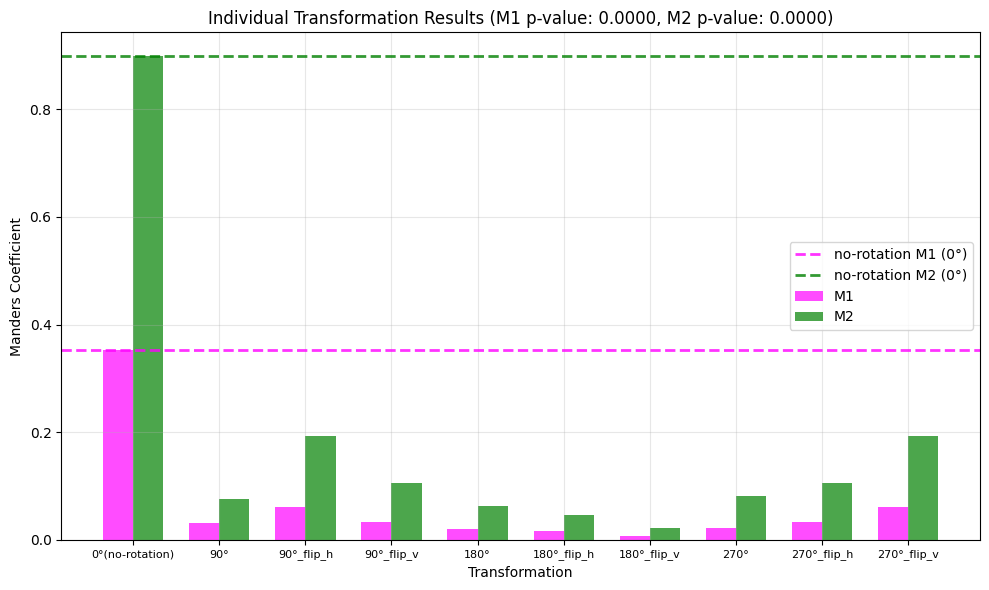 Individual Transformation Results (M1 p-value: 0.0000, M2 p-value: 0.0000)
Manders Coefficient
0.8
0.6
0.4
0.2
0.0
no-rotation M1 (0°)
no-rotation M2 (0°)
M1
M2
0°(no-rotation) 90° 90°_flip_h 90°_flip_v 180° 180°_flip_h 180°_flip_v 270° 270°_flip_h 270°_flip_v
Transformation